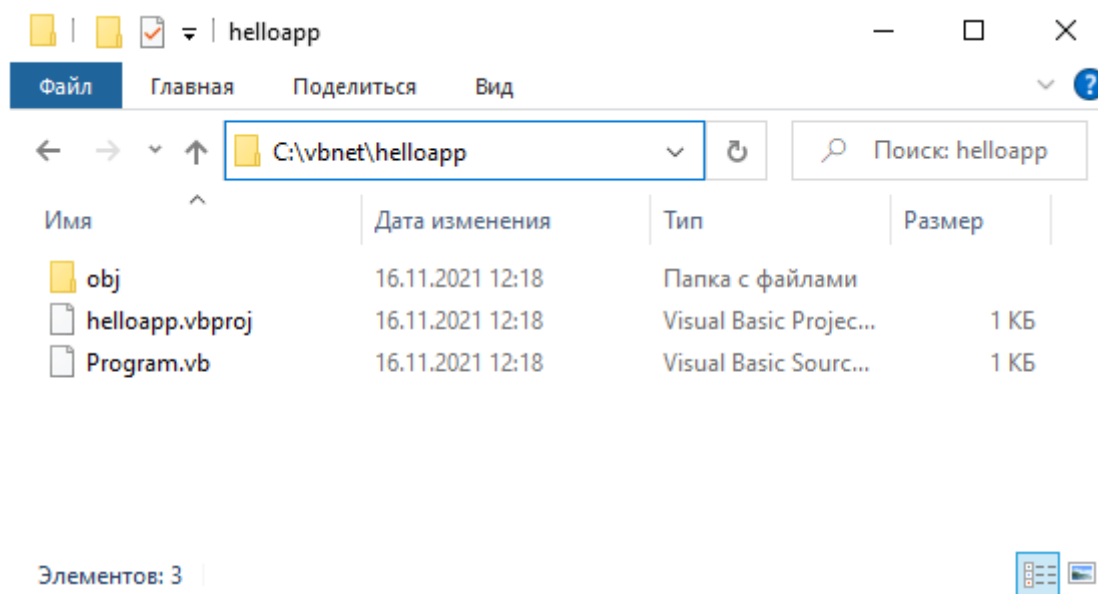 helloapp
Файл Главная Поделиться Вид ?
C:\vbnet\helloapp Поиск: helloapp
Имя Дата изменения Тип Размер
obj 16.11.2021 12:18 Папка с файлами
helloapp.vbproj 16.11.2021 12:18 Visual Basic Projec... 1 КБ
Program.vb 16.11.2021 12:18 Visual Basic Sourc... 1 КБ
Элементов: 3